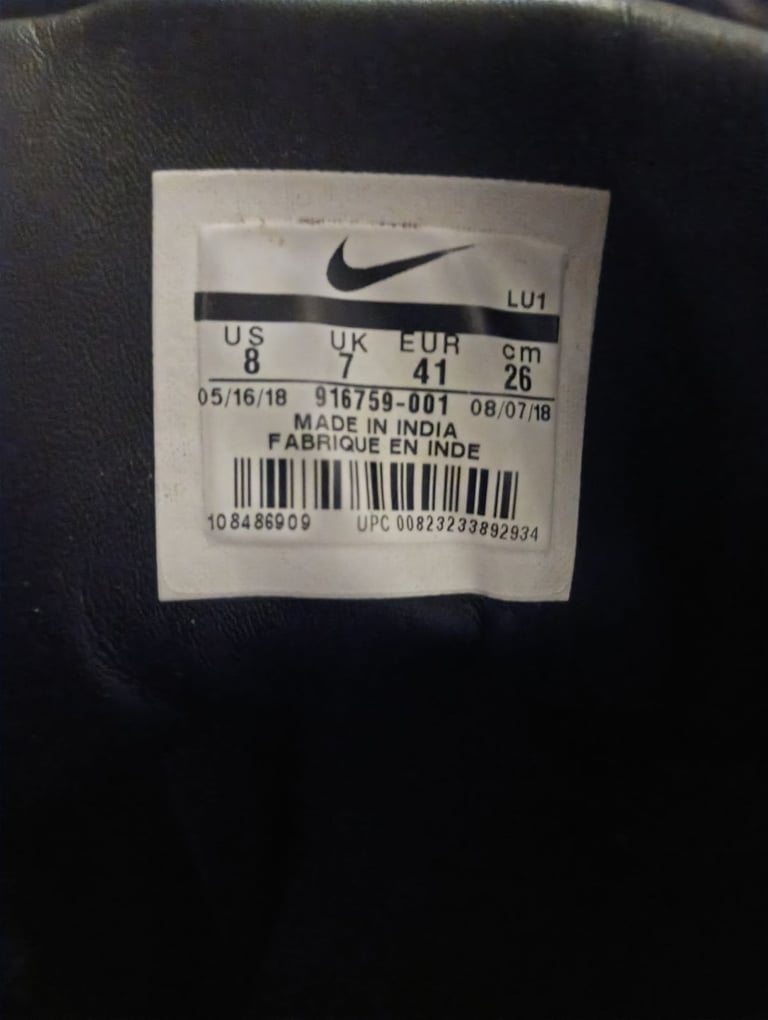 LU1
US UK EUR cm
8 7 41 26
05/16/18 916759-001 08/07/18
MADE IN INDIA
FABRIQUE EN INDE
108486909 UPC 00823233892934